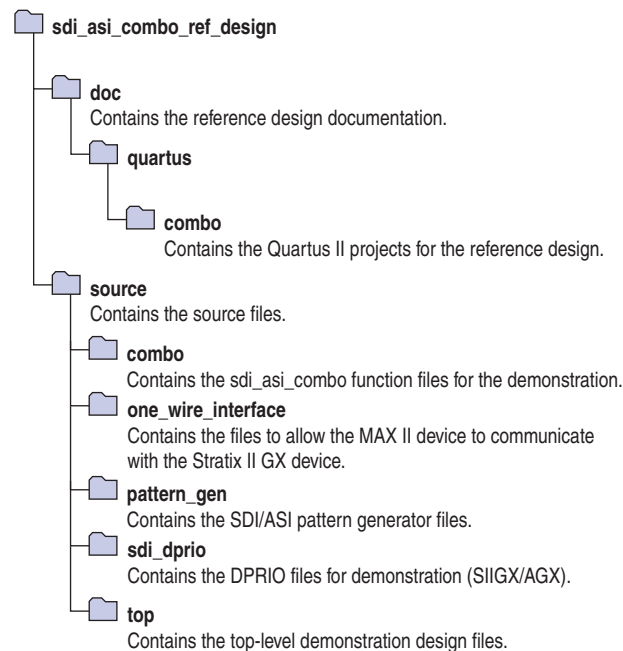 sdi_asi_combo_ref_design
doc
Contains the reference design documentation.
quartus
combo
Contains the Quartus II projects for the reference design.
source
Contains the source files.
combo
Contains the sdi_asi_combo function files for the demonstration.
one_wire_interface
Contains the files to allow the MAX II device to communicate
with the Stratix II GX device.
pattern_gen
Contains the SDI/ASI pattern generator files.
sdi_dprio
Contains the DPRIO files for demonstration (SIIGX/AGX).
top
Contains the top-level demonstration design files.